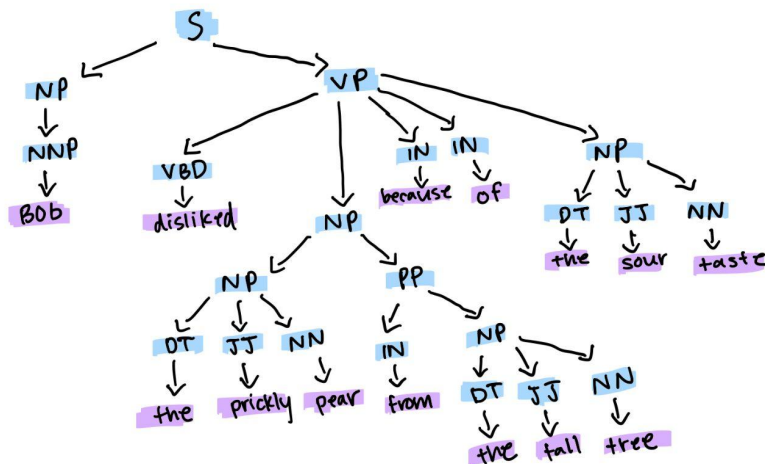 S
NP VP
NNP VBD IN IN NP
Bob disliked because of DT JJ NN
NP the sour taste
NP PP
DT JJ NN IN NP
the prickly pear from DT JJ NN
the tall tree